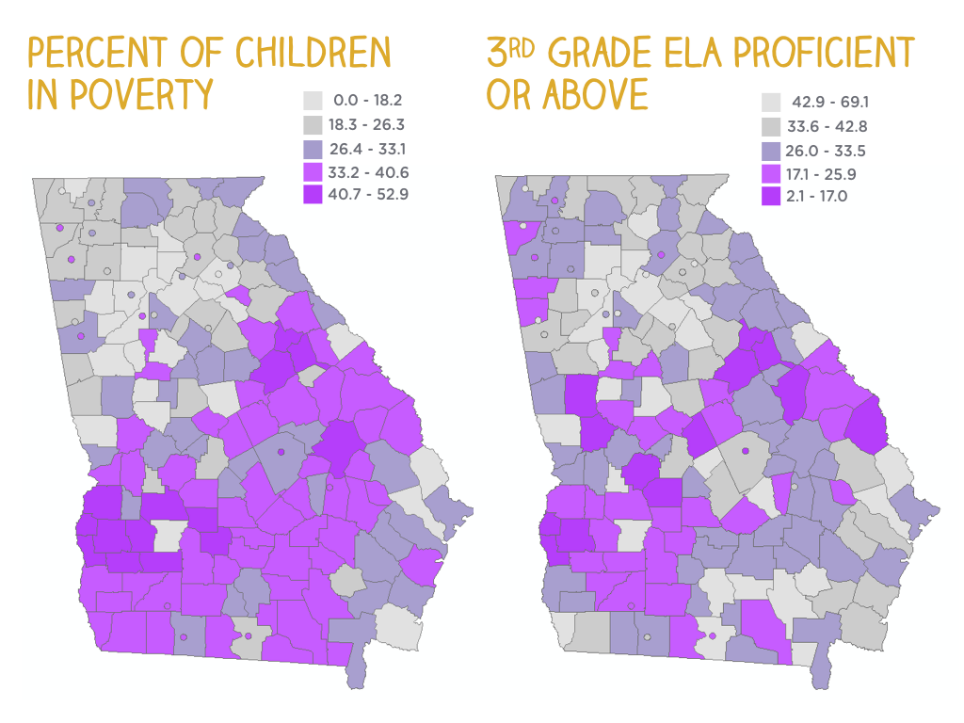 PERCENT OF CHILDREN
IN POVERTY
0.0 - 18.2
18.3 - 26.3
26.4 - 33.1
33.2 - 40.6
40.7 - 52.9
3RD GRADE ELA PROFICIENT
OR ABOVE
42.9 - 69.1
33.6 - 42.8
26.0 - 33.5
17.1 - 25.9
2.1 - 17.0